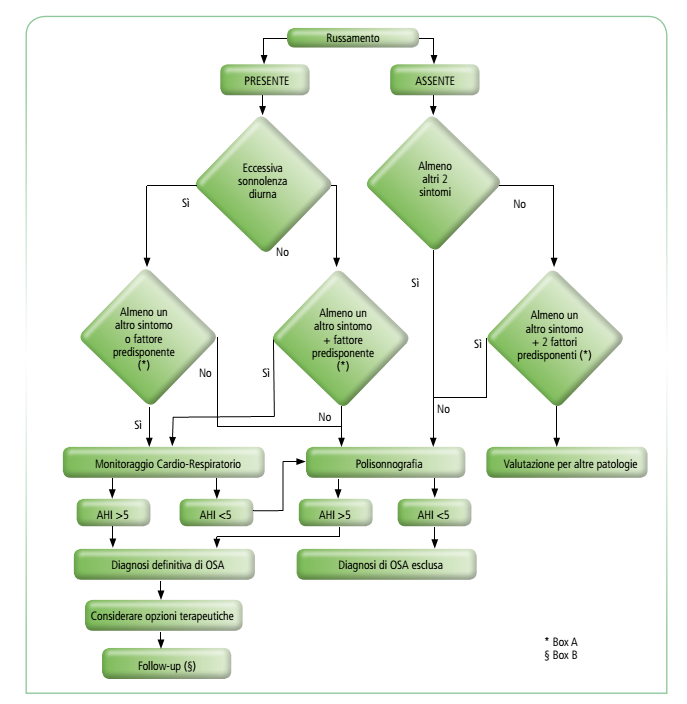 Russamento
PRESENTE
ASSENTE
Eccessiva
sonnolenza
diurna
Almeno
altri 2
sintomi
Sì
No
No
Sì
Almeno un
altro sintomo
o fattore
predisponente
(*)
Almeno un
altro sintomo
+ fattore
predisponente
(*)
Almeno un
altro sintomo
+ 2 fattori
predisponenti (*)
No
Sì
Sì
Sì
No
No
Monitoraggio Cardio-Respiratorio
Polisonnografia
Valutazione per altre patologie
AHI >5
AHI <5
AHI >5
AHI <5
Diagnosi definitiva di OSA
Diagnosi di OSA esclusa
Considerare opzioni terapeutiche
Follow-up (§)
* Box A
§ Box B